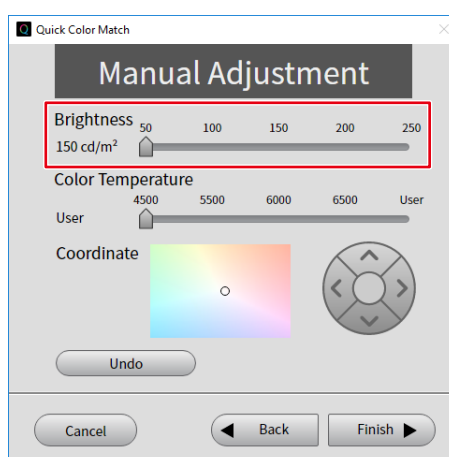 Quick Color Match
Manual Adjustment
Brightness
50 100 150 200 250
150 cd/m²
Color Temperature
4500 5500 6000 6500 User
User
Coordinate
Undo
Cancel Back Finish